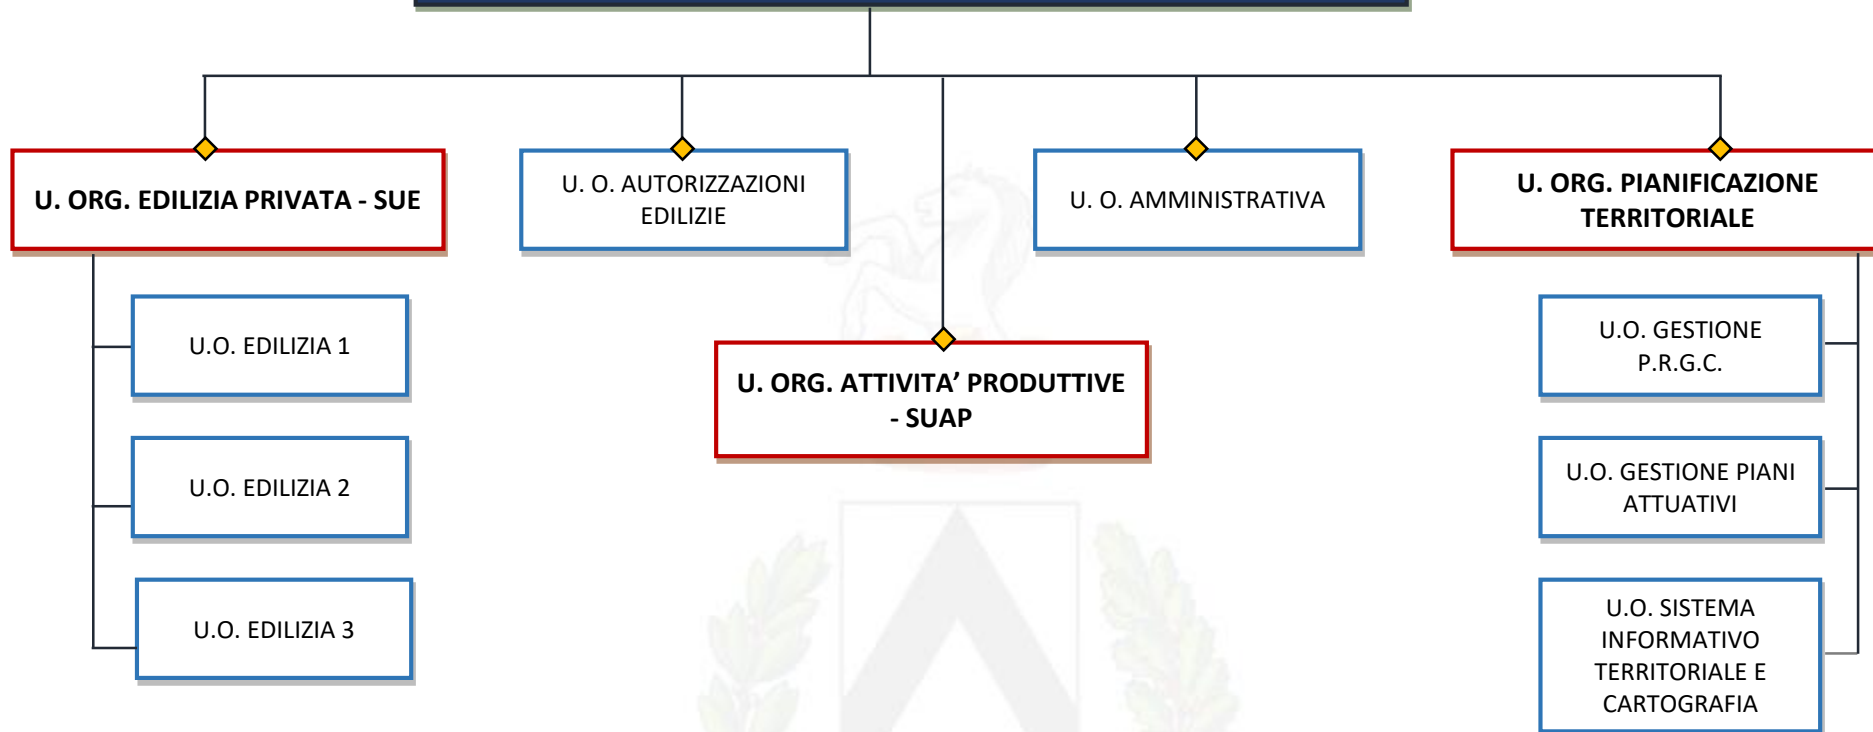 U. ORG. EDILIZIA PRIVATA - SUE
U. O. AUTORIZZAZIONI
EDILIZIE
U. O. AMMINISTRATIVA
U. ORG. PIANIFICAZIONE
TERRITORIALE
U.O. EDILIZIA 1
U.O. EDILIZIA 2
U.O. EDILIZIA 3
U. ORG. ATTIVITA’ PRODUTTIVE
- SUAP
U.O. GESTIONE
P.R.G.C.
U.O. GESTIONE PIANI
ATTUATIVI
U.O. SISTEMA
INFORMATIVO
TERRITORIALE E
CARTOGRAFIA